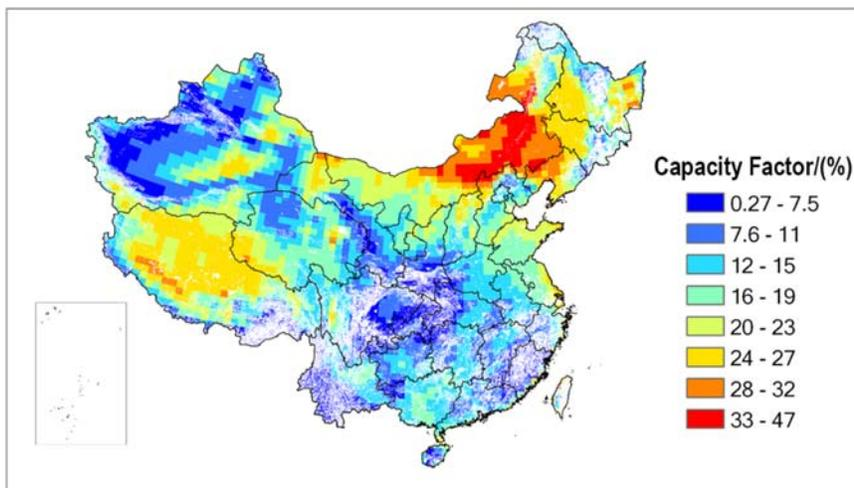 Capacity Factor/(%)
0.27 - 7.5
7.6 - 11
12 - 15
16 - 19
20 - 23
24 - 27
28 - 32
33 - 47